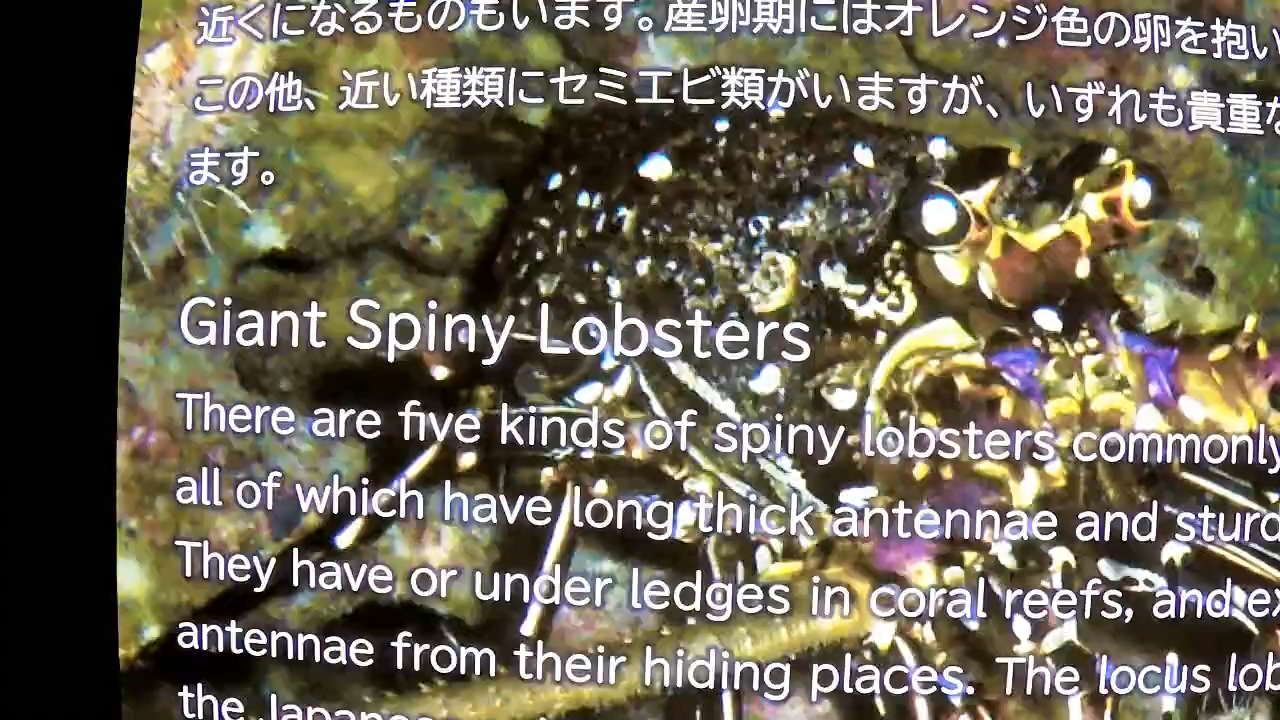 近くになるものもいます。産卵期にはオレンジ色の卵を抱い
この他、近い種類にセミエビ類がいますが、いずれも貴重な
ます。
Giant Spiny Lobsters
There are five kinds of spiny lobsters commonly
all of which have long thick antennae and
They have or under ledges in coral reefs, and
antennae from their hiding places. The locus
the